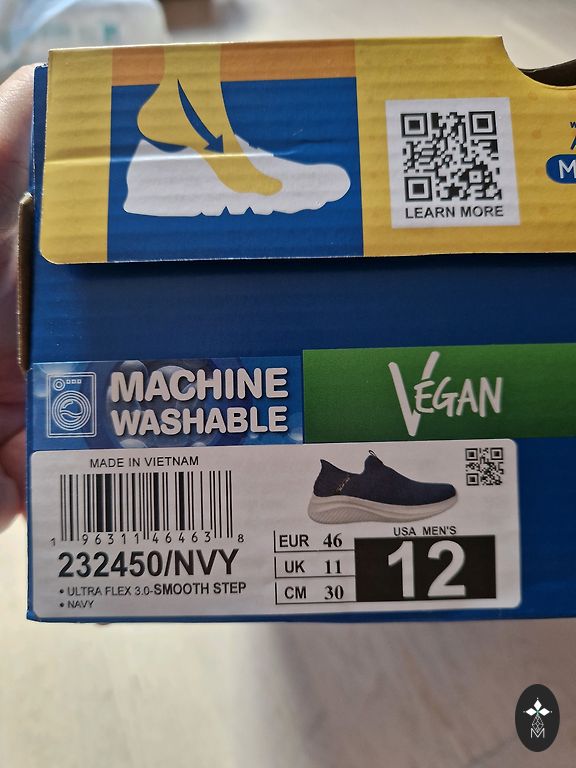 LEARN MORE
M
MACHINE
WASHABLE
VEGAN
MADE IN VIETNAM
1 96311 46463 8
232450/NVY
• ULTRA FLEX 3.0-SMOOTH STEP
• NAVY
EUR 46
UK 11
CM 30
USA MEN'S
12
M